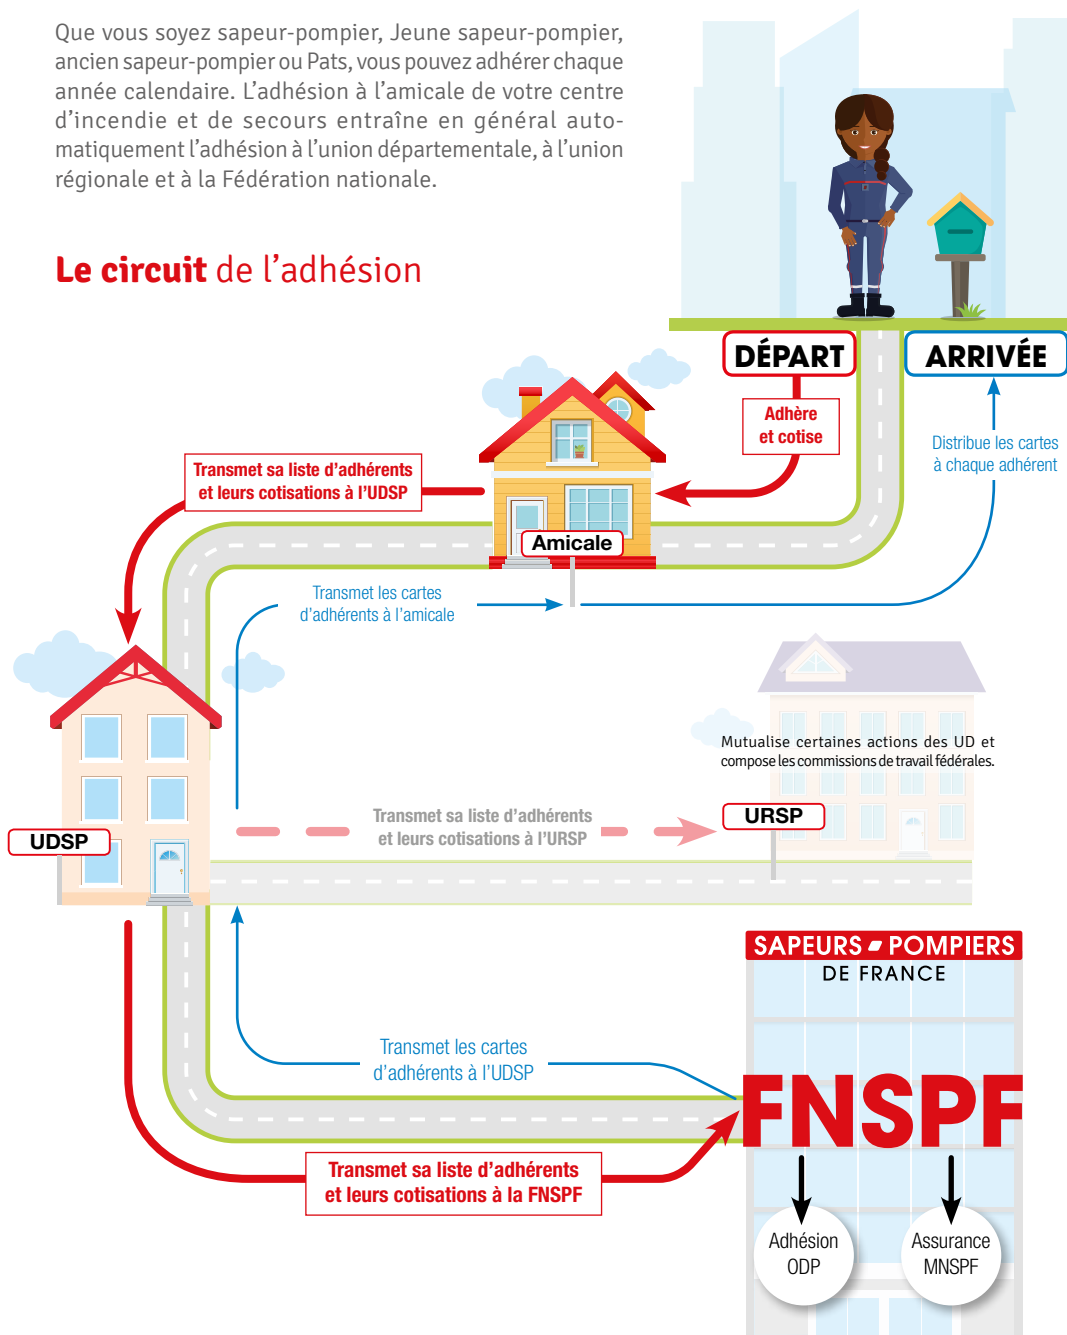 Que vous soyez sapeur-pompier, Jeune sapeur-pompier,
ancien sapeur-pompier ou Pats, vous pouvez adhérer chaque
année calendaire. L’adhésion à l’amicale de votre centre
d’incendie et de secours entraîne en général auto-
matiquement l’adhésion à l’union départementale, à l’union
régionale et à la Fédération nationale.
Le circuit de l’adhésion
DÉPART
ARRIVÉE
Adhère
et cotise
Distribue les cartes
à chaque adhérent
Transmet sa liste d’adhérents
et leurs cotisations à l’UDSP
Amicale
Transmet les cartes
d’adhérents à l’amicale
Mutualise certaines actions des UD et
compose les commissions de travail fédérales.
Transmet sa liste d’adhérents
et leurs cotisations à l’URSP
URSP
UDSP
SAPEURS-POMPIERS
DE FRANCE
Transmet les cartes
d’adhérents à l’UDSP
FNSPF
Transmet sa liste d’adhérents
et leurs cotisations à la FNSPF
Adhésion
ODP
Assurance
MNSPF